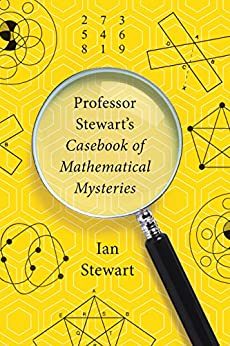 2 7 3
5 4 6
8 1 9
Professor
Stewart's
Casebook of
Mathematical
Mysteries
Ian
Stewart
A
E R S B